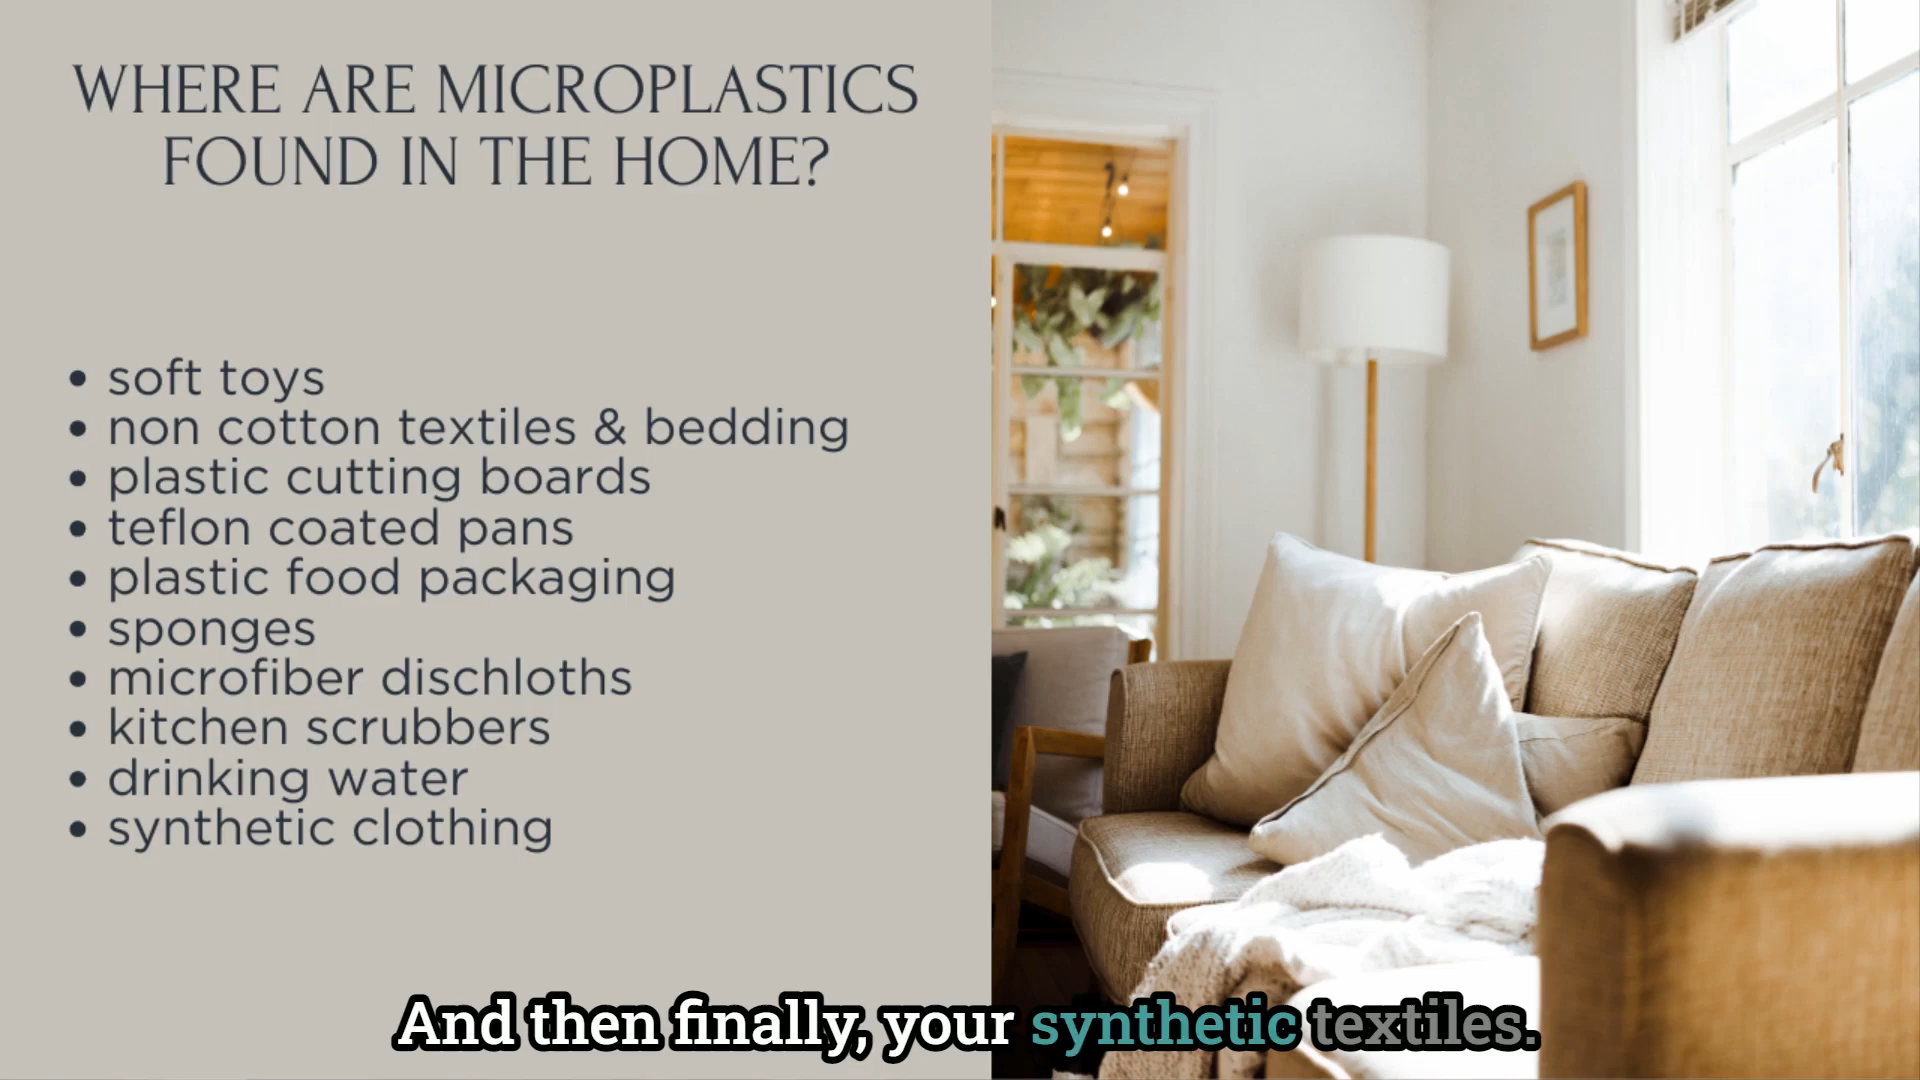 WHERE ARE MICROPLASTICS
FOUND IN THE HOME?
• soft toys
• non cotton textiles & bedding
• plastic cutting boards
• teflon coated pans
• plastic food packaging
• sponges
• microfiber dischloths
• kitchen scrubbers
• drinking water
• synthetic clothing
And then finally, your synthetic textiles.